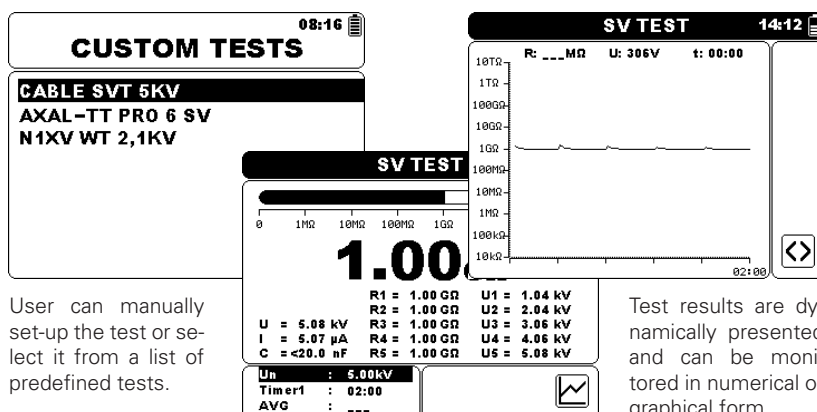 08:16
CUSTOM TESTS
CABLE SVT 5KV
AXAL-TT PRO 6 SV
N1XV WT 2,1KV
SV TEST
14:12
R: ___MΩ U: 306V t: 00:00
10TΩ
1TΩ
100GΩ
10GΩ
1GΩ
100MΩ
10MΩ
1MΩ
100kΩ
10kΩ
02:00
SV TEST
0 1MΩ 10MΩ 100MΩ 1GΩ
1.00
R1 = 1.00 GΩ U1 = 1.04 kV
R2 = 1.00 GΩ U2 = 2.04 kV
U = 5.08 kV R3 = 1.00 GΩ U3 = 3.06 kV
I = 5.07 µA R4 = 1.00 GΩ U4 = 4.06 kV
C =<20.0 nF R5 = 1.00 GΩ U5 = 5.08 kV
Un : 5.00kV
Timer1 : 02:00
AVG : ___
User can manually
set-up the test or se-
lect it from a list of
predefined tests.
Test results are dy
namically presented
and can be moni
tored in numerical o
graphical form